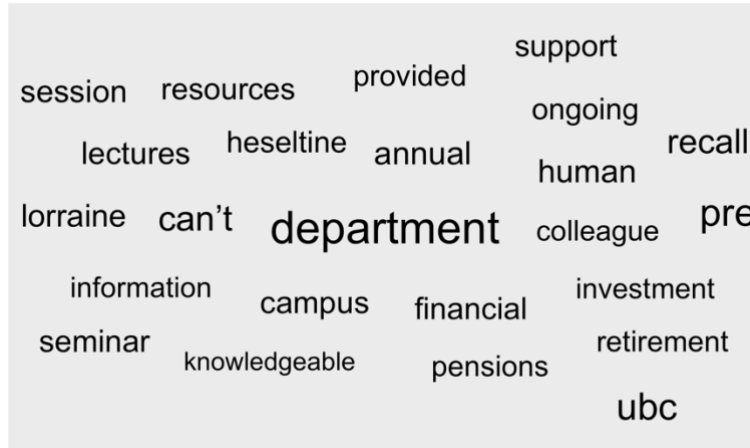 support
provided
session resources
ongoing
recall
lectures heseltine annual
human
lorraine can’t department colleague pre
information campus financial investment
seminar knowledgeable pensions retirement
ubc